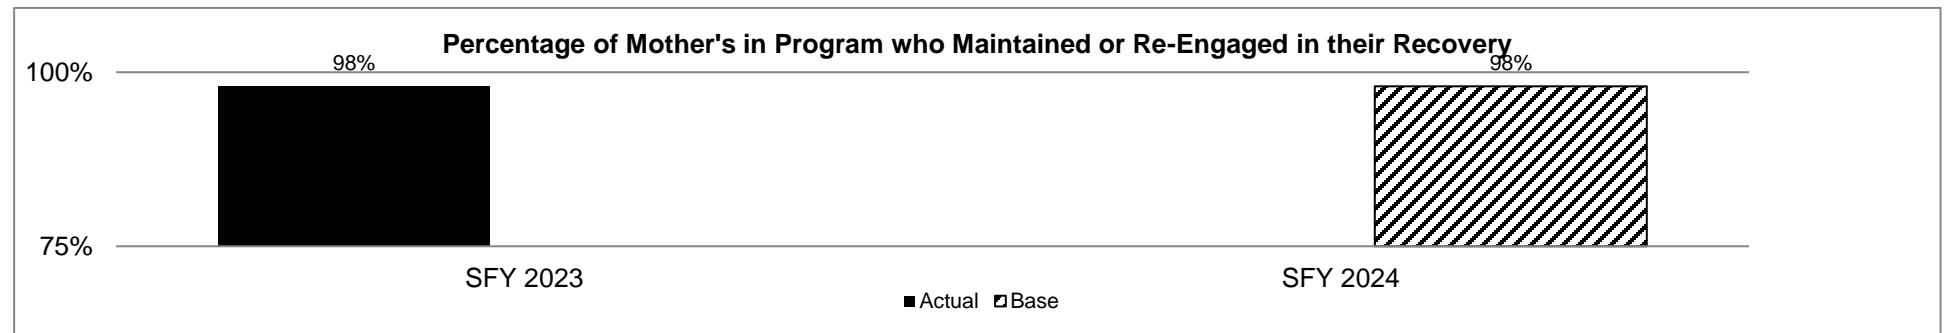 Percentage of Mother's in Program who Maintained or Re-Engaged in their Recovery
98% 98%
100%
75%
SFY 2023 SFY 2024
Actual Base